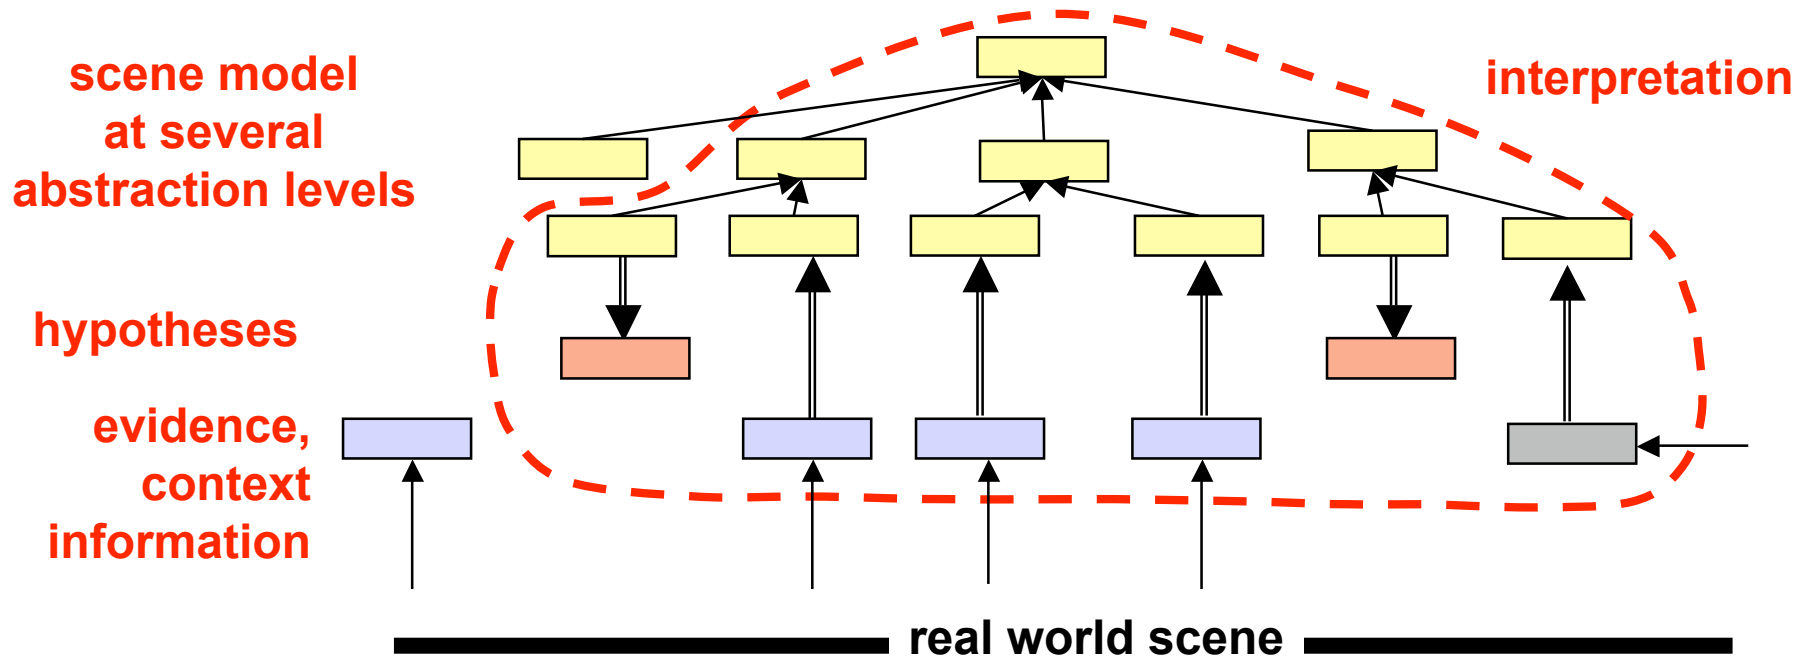 scene model
at several
abstraction levels
interpretation
hypotheses
evidence,
context
information
real world scene